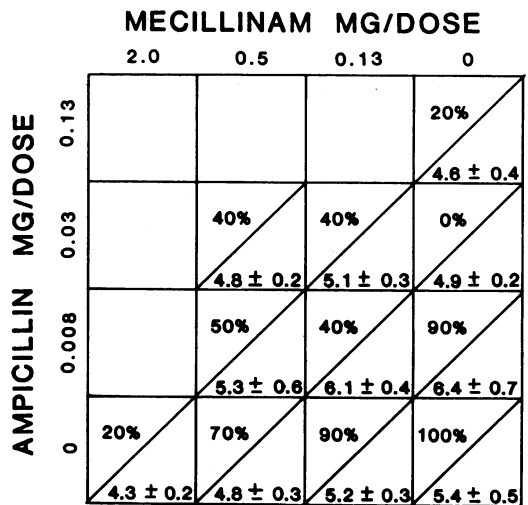 MECILLINAM MG/DOSE
2.0 0.5 0.13 0
AMPICILLIN MG/DOSE
0.13
20%
4.6 ± 0.4
0.03
40% 40% 0%
4.8 ± 0.2 5.1 ± 0.3 4.9 ± 0.2
0.008
50% 40% 90%
5.3 ± 0.6 6.1 ± 0.4 6.4 ± 0.7
0
20% 70% 90% 100%
4.3 ± 0.2 4.8 ± 0.3 5.2 ± 0.3 5.4 ± 0.5